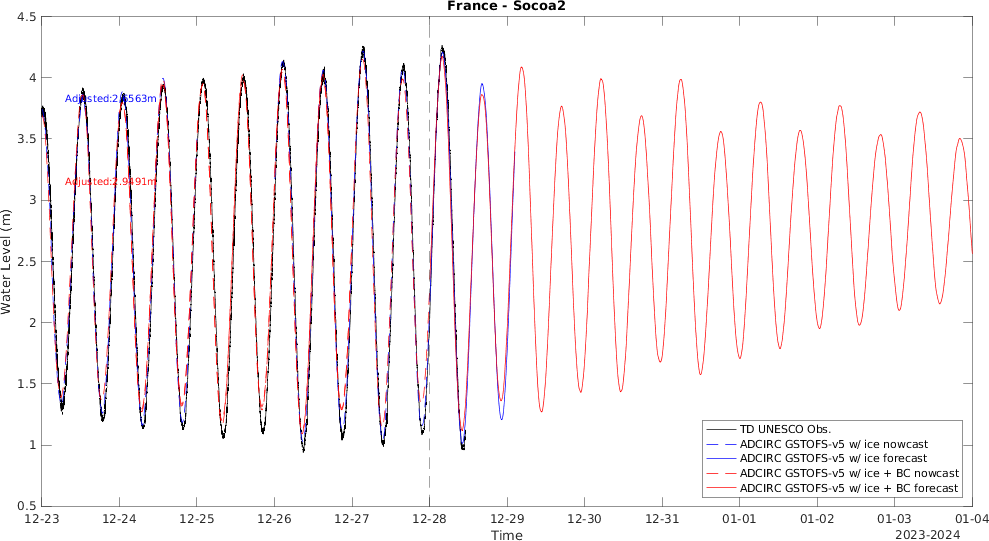 France - Socoa2
Water Level (m)
4.5
4
3.5
3
2.5
2
1.5
1
0.5
Adjusted:2.6563m
Adjusted:2.9491m
TD UNESCO Obs.
ADCIRC GSTOFS-v5 w/ ice nowcast
ADCIRC GSTOFS-v5 w/ ice forecast
ADCIRC GSTOFS-v5 w/ ice + BC nowcast
ADCIRC GSTOFS-v5 w/ ice + BC forecast
12-23 12-24 12-25 12-26 12-27 12-28 12-29 12-30 12-31 01-01 01-02 01-03 01-04
Time
2023-2024